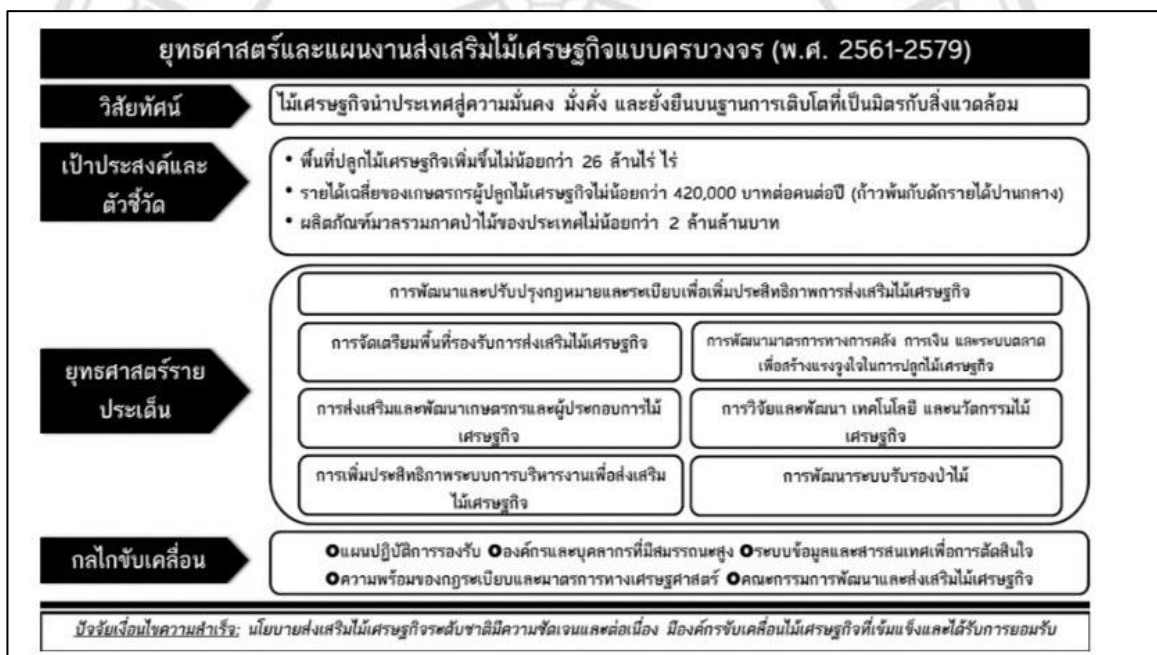 ยุทธศาสตร์และแผนงานส่งเสริมไม้เศรษฐกิจแบบครบวงจร (พ.ศ. 2561-2579)
วิสัยทัศน์
ไม้เศรษฐกิจนำประเทศสู่ความมั่นคง มั่งคั่ง และยั่งยืนบนฐานการเติบโตที่เป็นมิตรกับสิ่งแวดล้อม
เป้าประสงค์และ
ตัวชี้วัด
• พื้นที่ปลูกไม้เศรษฐกิจเพิ่มขึ้นไม่น้อยกว่า 26 ล้านไร่ ไร่
• รายได้เฉลี่ยของเกษตรกรผู้ปลูกไม้เศรษฐกิจไม่น้อยกว่า 420,000 บาทต่อคนต่อปี (ก้าวพ้นกับดักรายได้ปานกลาง)
• ผลิตภัณฑ์มวลรวมภาคป่าไม้ของประเทศไม่น้อยกว่า 2 ล้านล้านบาท
ยุทธศาสตร์ราย
ประเด็น
การพัฒนาและปรับปรุงกฎหมายและระเบียบเพื่อเพิ่มประสิทธิภาพการส่งเสริมไม้เศรษฐกิจ
การจัดเตรียมพื้นที่รองรับการส่งเสริมไม้เศรษฐกิจ
การพัฒนามาตรการทางการคลัง การเงิน และระบบตลาด
เพื่อสร้างแรงจูงใจในการปลูกไม้เศรษฐกิจ
การส่งเสริมและพัฒนาเกษตรกรและผู้ประกอบการไม้
เศรษฐกิจ
การวิจัยและพัฒนา เทคโนโลยี และนวัตกรรมไม้
เศรษฐกิจ
การเพิ่มประสิทธิภาพระบบการบริหารงานเพื่อส่งเสริม
ไม้เศรษฐกิจ
การพัฒนาระบบรับรองป่าไม้
กลไกขับเคลื่อน
แผนปฏิบัติการรองรับ องค์กรและบุคลากรที่มีสมรรถนะสูง ระบบข้อมูลและสารสนเทศเพื่อการตัดสินใจ
ความพร้อมของกฎระเบียบและมาตรการทางเศรษฐศาสตร์ คณะกรรมการพัฒนาและส่งเสริมไม้เศรษฐกิจ
ปัจจัยเงื่อนไขความสำเร็จ: นโยบายส่งเสริมไม้เศรษฐกิจระดับชาติมีความชัดเจนและต่อเนื่อง มีองค์กรขับเคลื่อนไม้เศรษฐกิจที่เข้มแข็งและได้รับการยอมรับ